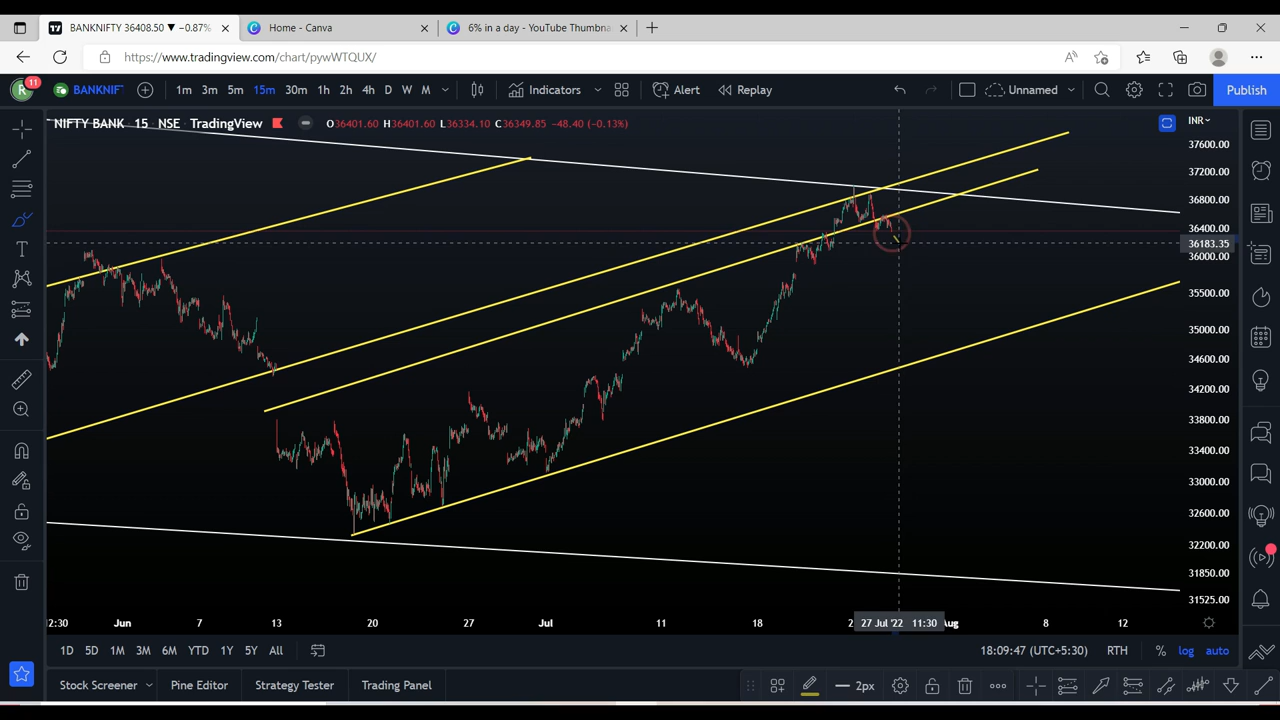 BANKNIFTY 36408.50 ▼ −0.87%
Home - Canva
6% in a day - YouTube Thumbna
https://www.tradingview.com/chart/pywWTQUX/
R 11 BANKNIF 1m 3m 5m 15m 30m 1h 2h 4h D W M Indicators Alert Replay Unnamed Publish
NIFTY BANK · 15 · NSE · TradingView O36401.60 H36401.60 L36334.10 C36349.85 −48.40 (−0.13%)
INR
37600.00
37200.00
36800.00
36400.00
36183.35
36000.00
35500.00
35000.00
34600.00
34200.00
33800.00
33400.00
33000.00
32600.00
32200.00
31850.00
31525.00
12:30 Jun 7 13 20 27 Jul 11 18 2 27 Jul '22 11:30 Aug 8 12
1D 5D 1M 3M 6M YTD 1Y 5Y All 18:09:47 (UTC+5:30) RTH % log auto
Stock Screener Pine Editor Strategy Tester Trading Panel 2px